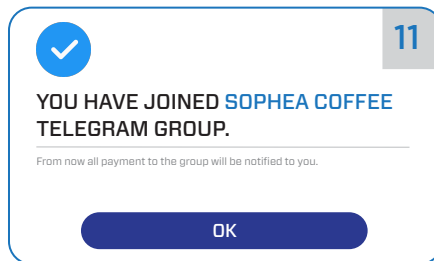 11
YOU HAVE JOINED SOPHEA COFFEE
TELEGRAM GROUP.
From now all payment to the group will be notified to you.
OK